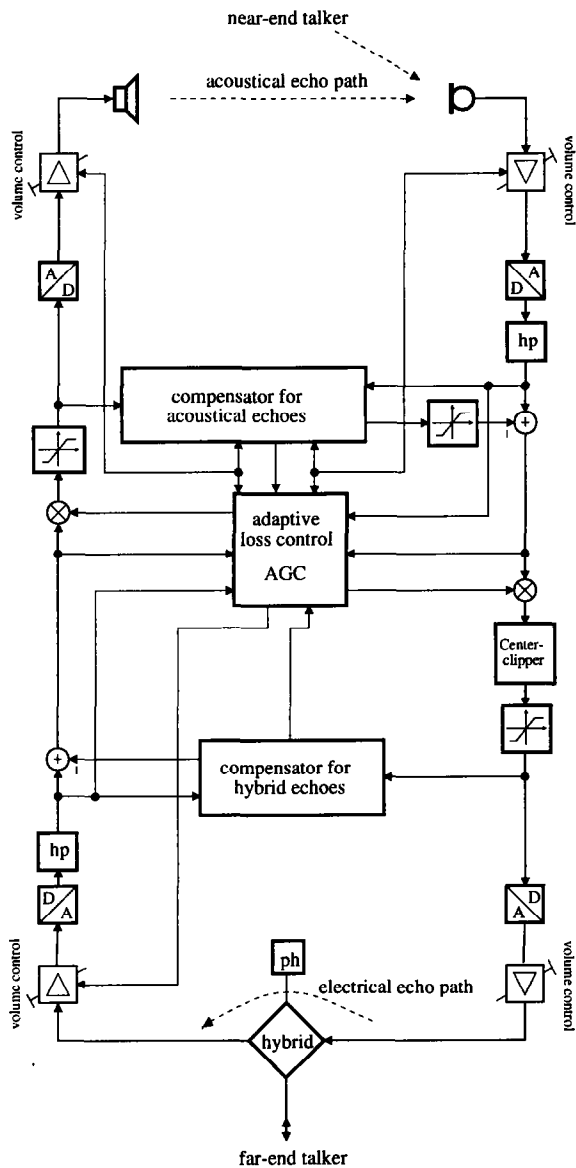 near-end talker
acoustical echo path
volume control
volume control
A
D
A
D
hp
compensator for
acoustical echoes
+
-
adaptive
loss control
AGC
Center-
clipper
+
-
compensator for
hybrid echoes
hp
D
A
D
A
ph
volume control
electrical echo path
volume control
hybrid
far-end talker